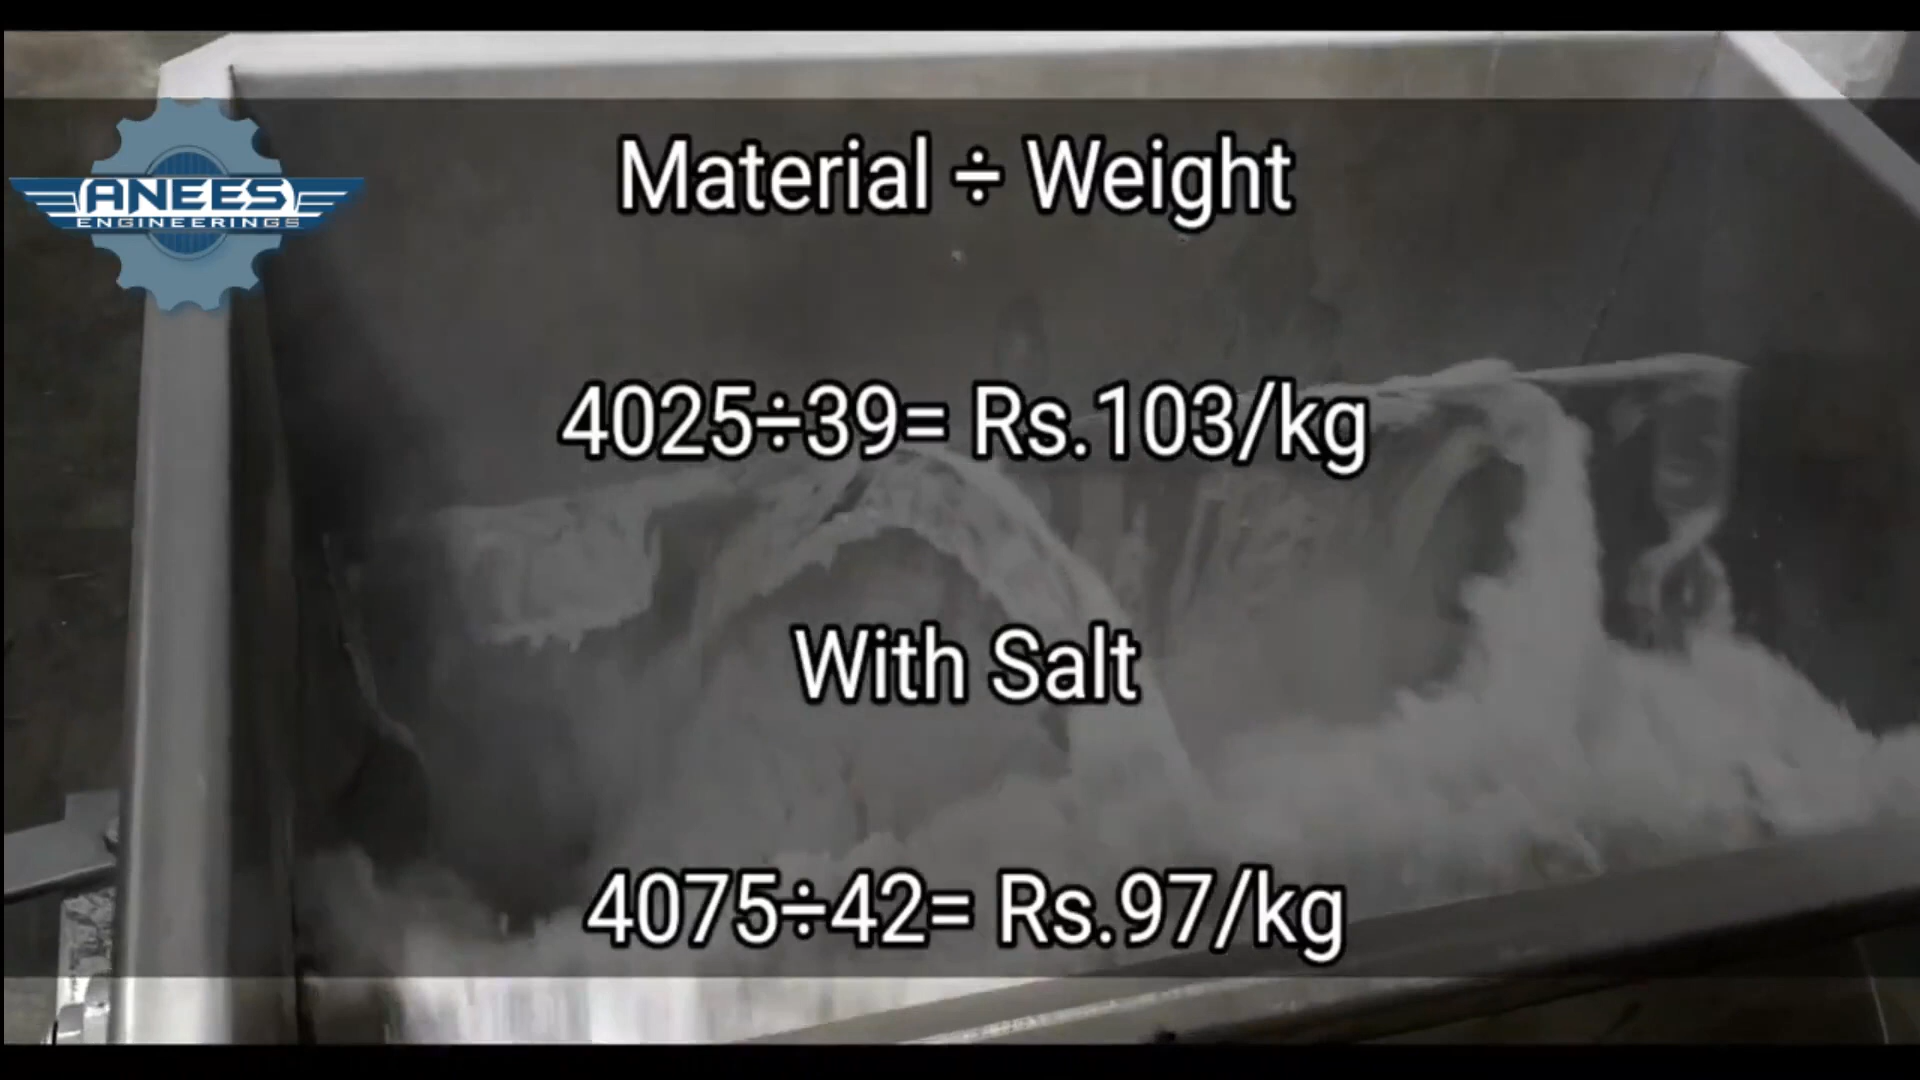 ANEES
ENGINEERINGS
Material ÷ Weight
4025÷39= Rs.103/kg
With Salt
4075÷42= Rs.97/kg